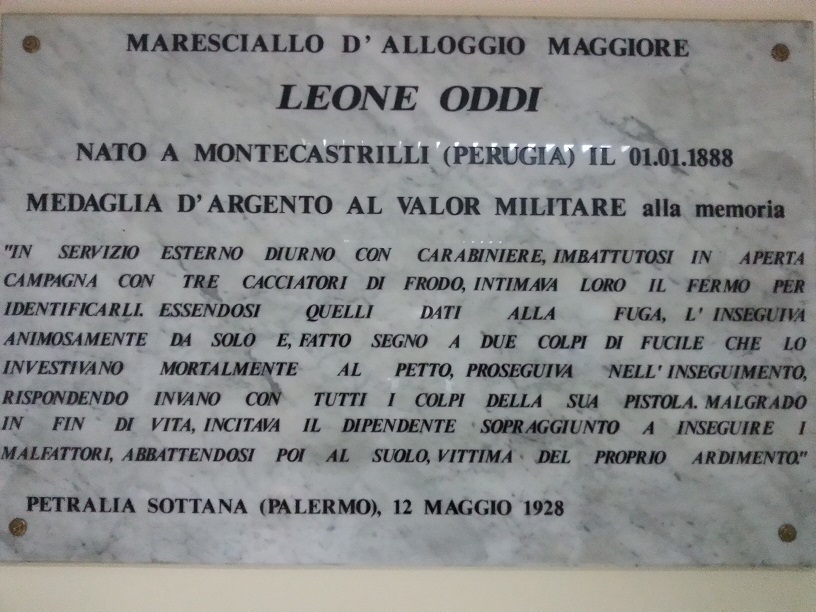 MARESCIALLO D' ALLOGGIO MAGGIORE
LEONE ODDI
NATO A MONTECASTRILLI (PERUGIA) IL 01.01.1888
MEDAGLIA D'ARGENTO AL VALOR MILITARE alla memoria
"IN SERVIZIO ESTERNO DIURNO CON CARABINIERE, IMBATTUTOSI IN APERTA
CAMPAGNA CON TRE CACCIATORI DI FRODO, INTIMAVA LORO IL FERMO PER
IDENTIFICARLI. ESSENDOSI QUELLI DATI ALLA FUGA, L' INSEGUIVA
ANIMOSAMENTE DA SOLO E, FATTO SEGNO A DUE COLPI DI FUCILE CHE LO
INVESTIVANO MORTALMENTE AL PETTO, PROSEGUIVA NELL' INSEGUIMENTO,
RISPONDENDO INVANO CON TUTTI I COLPI DELLA SUA PISTOLA. MALGRADO
IN FIN DI VITA, INCITAVA IL DIPENDENTE SOPRAGGIUNTO A INSEGUIRE I
MALFATTORI, ABBATTENDOSI POI AL SUOLO, VITTIMA DEL PROPRIO ARDIMENTO."
PETRALIA SOTTANA (PALERMO), 12 MAGGIO 1928